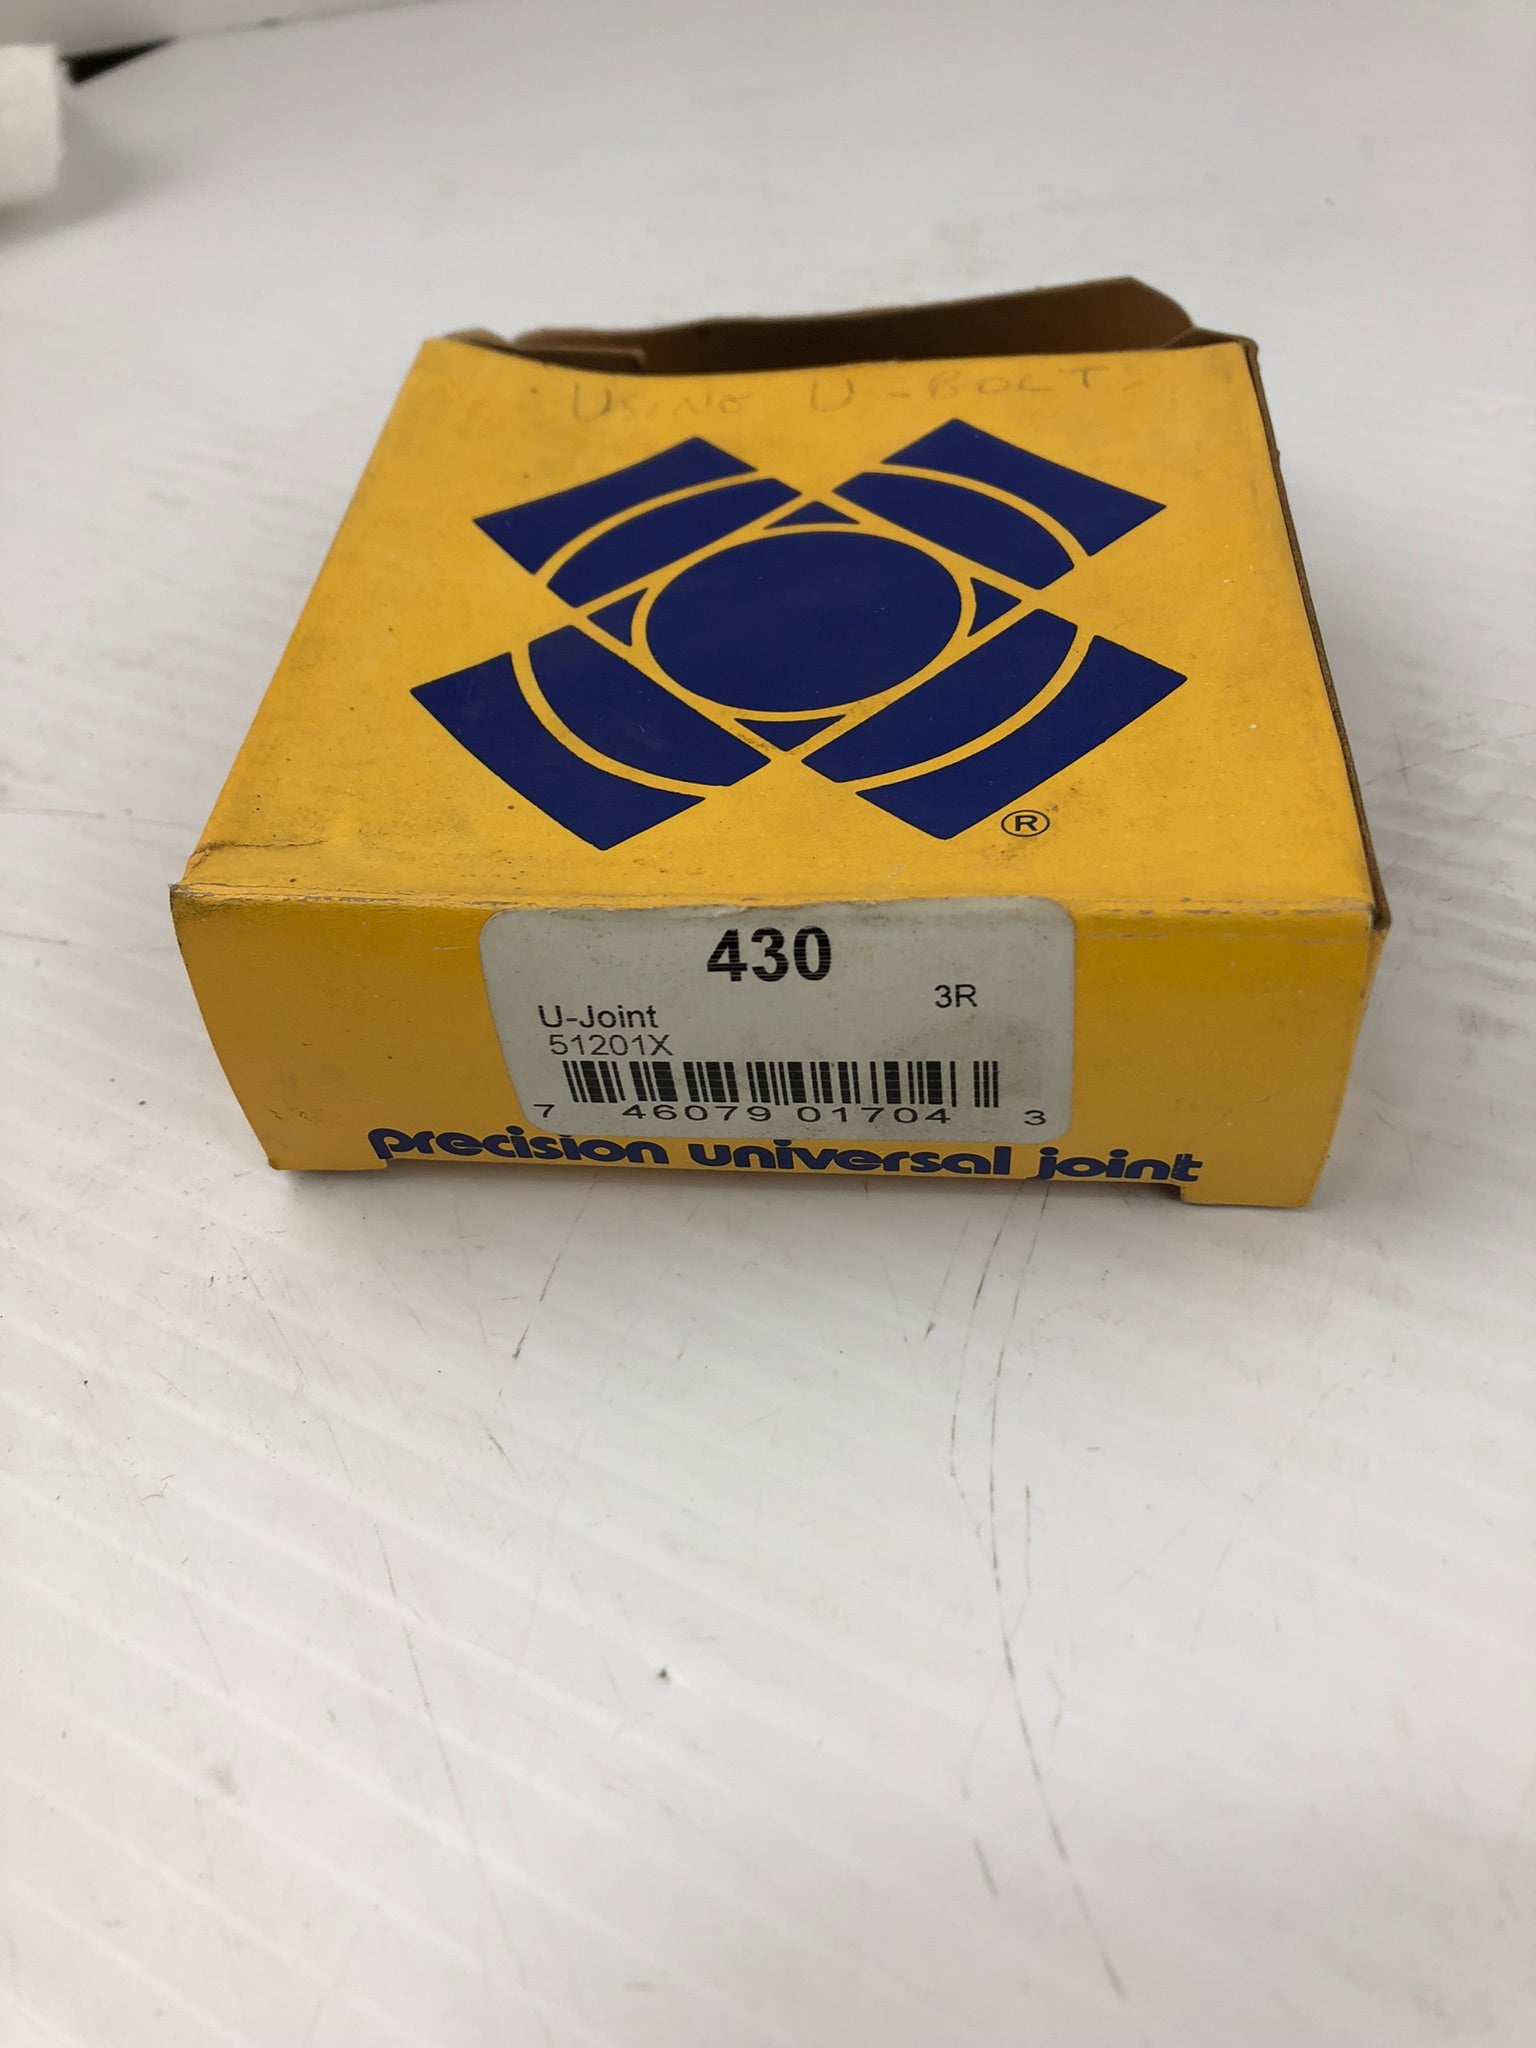 USING U-BOLTS
®
430
3R
U-Joint
51201X
7 46079 01704 3
precision universal joint